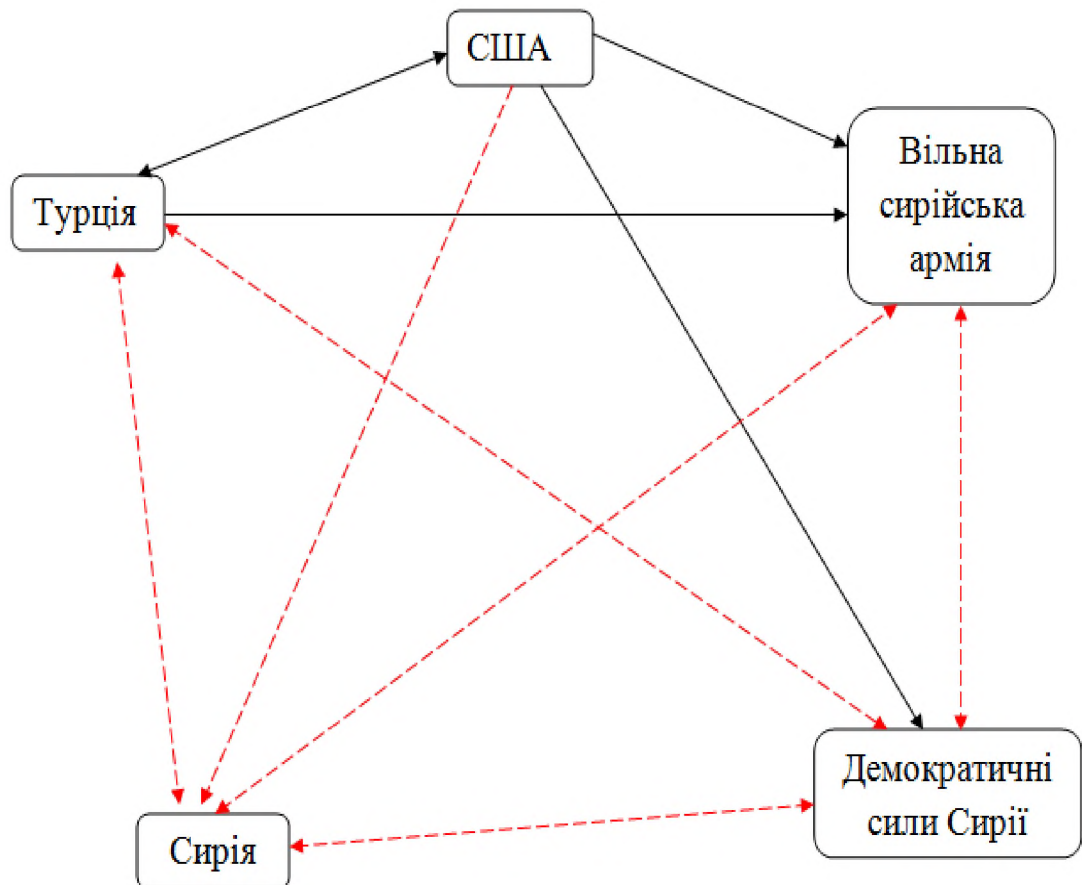 США
Турція
Вільна
сирійська
армія
Демократичні
сили Сирії
Сирія